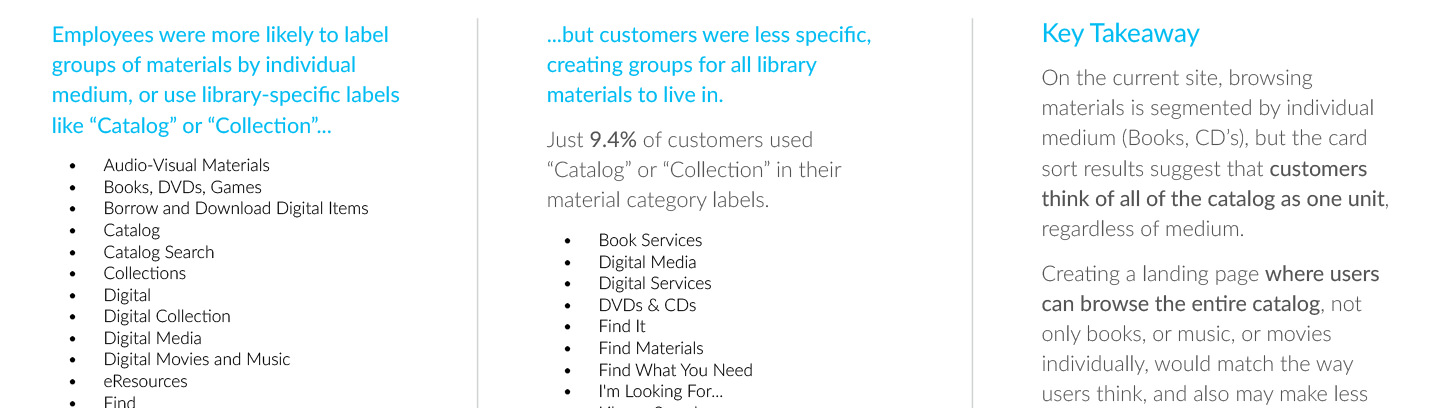 Employees were more likely to label
groups of materials by individual
medium, or use library-specific labels
like “Catalog” or “Collection”...
• Audio-Visual Materials
• Books, DVDs, Games
• Borrow and Download Digital Items
• Catalog
• Catalog Search
• Collections
• Digital
• Digital Collection
• Digital Media
• Digital Movies and Music
• eResources
• Find
...but customers were less specific,
creating groups for all library
materials to live in.
Just 9.4% of customers used
“Catalog” or “Collection” in their
material category labels.
• Book Services
• Digital Media
• Digital Services
• DVDs & CDs
• Find It
• Find Materials
• Find What You Need
• I'm Looking For...
Key Takeaway
On the current site, browsing
materials is segmented by individual
medium (Books, CD’s), but the card
sort results suggest that customers
think of all of the catalog as one unit,
regardless of medium.
Creating a landing page where users
can browse the entire catalog, not
only books, or music, or movies
individually, would match the way
users think, and also may make less